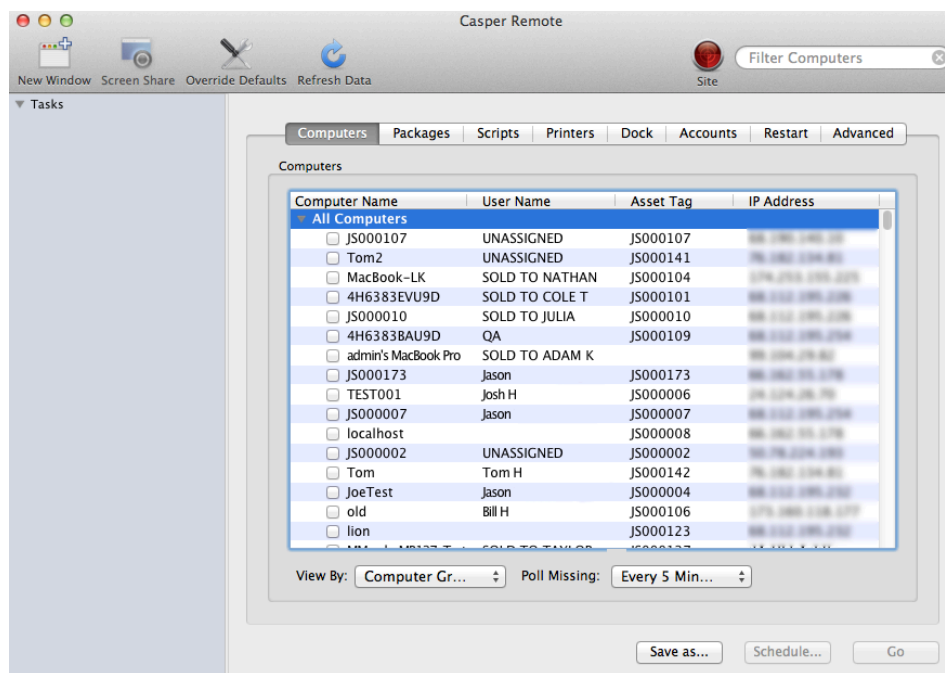 Casper Remote
New Window Screen Share Override Defaults Refresh Data Site Filter Computers
Tasks
Computers Packages Scripts Printers Dock Accounts Restart Advanced
Computers
Computer Name User Name Asset Tag IP Address
All Computers
JS000107 UNASSIGNED JS000107
Tom2 UNASSIGNED JS000141
MacBook-LK SOLD TO NATHAN JS000104
4H6383EVU9D SOLD TO COLE T JS000101
JS000010 SOLD TO JULIA JS000010
4H6383BAU9D QA JS000109
admin's MacBook Pro SOLD TO ADAM K
JS000173 Jason JS000173
TEST001 Josh H JS000006
JS000007 Jason JS000007
localhost JS000008
JS000002 UNASSIGNED JS000002
Tom Tom H JS000142
JoeTest Jason JS000004
old Bill H JS000106
lion JS000123
View By: Computer Gr... Poll Missing: Every 5 Min...
Save as... Schedule... Go